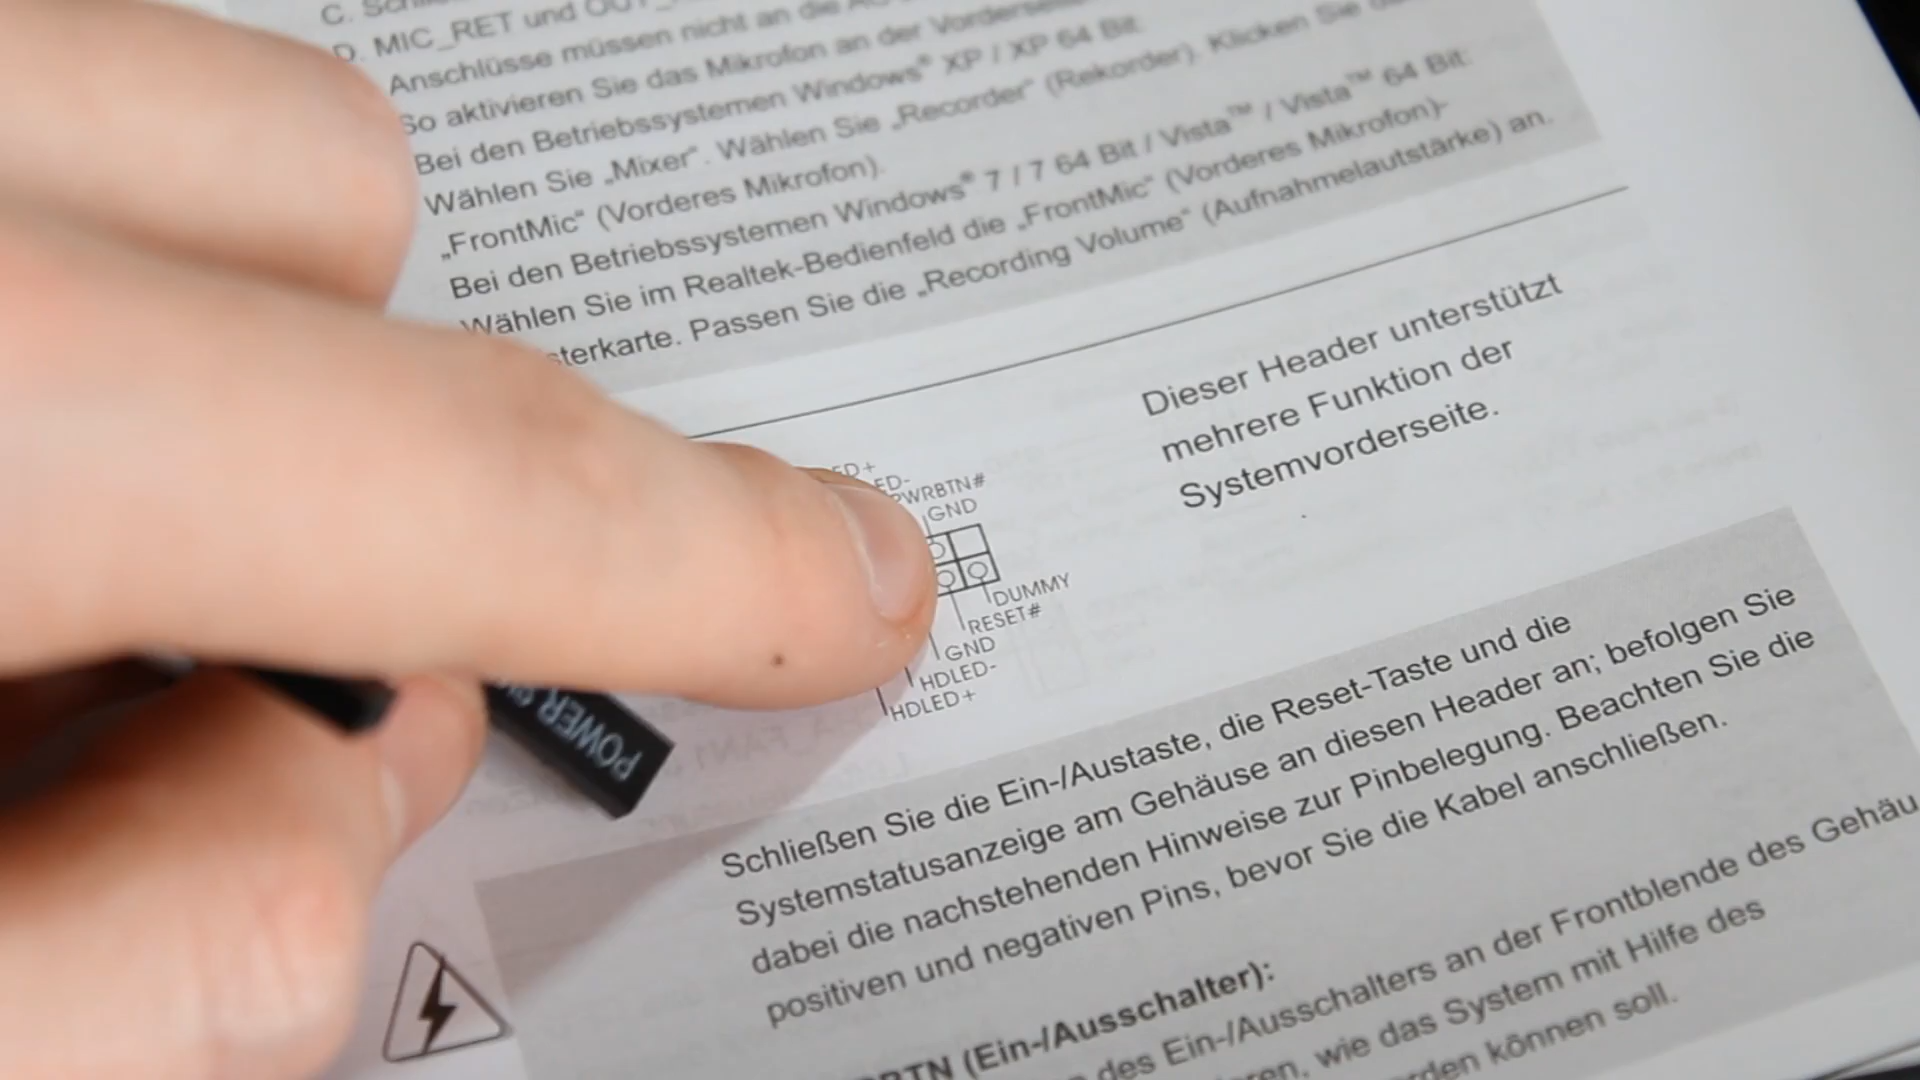 D. MIC_RET und
Anschlüsse müssen nicht an die
So aktivieren Sie das Mikrofon an der
Bei den Betriebssystemen Windows® XP / XP 64 Bit:
Wählen Sie „Mixer“. Wählen Sie „Recorder“ (Rekorder). Klicken Sie
„FrontMic“ (Vorderes Mikrofon).
Bei den Betriebssystemen Windows® 7 / 7 64 Bit / Vista™ / Vista™ 64 Bit:
Wählen Sie im Realtek-Bedienfeld die „FrontMic“ (Vorderes Mikrofon)-
sterkarte. Passen Sie die „Recording Volume“ (Aufnahmelautstärke) an.
Dieser Header unterstützt
mehrere Funktion der
Systemvorderseite.
ED+
ED-
PWRBTN#
GND
DUMMY
RESET#
GND
HDLED-
HDLED+
POWER
Schließen Sie die Ein-/Austaste, die Reset-Taste und die
Systemstatusanzeige am Gehäuse an diesen Header an; befolgen Sie
dabei die nachstehenden Hinweise zur Pinbelegung. Beachten Sie die
positiven und negativen Pins, bevor Sie die Kabel anschließen.
BTN (Ein-/Ausschalter):
des Ein-/Ausschalters an der Frontblende des Gehäu
ren, wie das System mit Hilfe des
rden können soll.